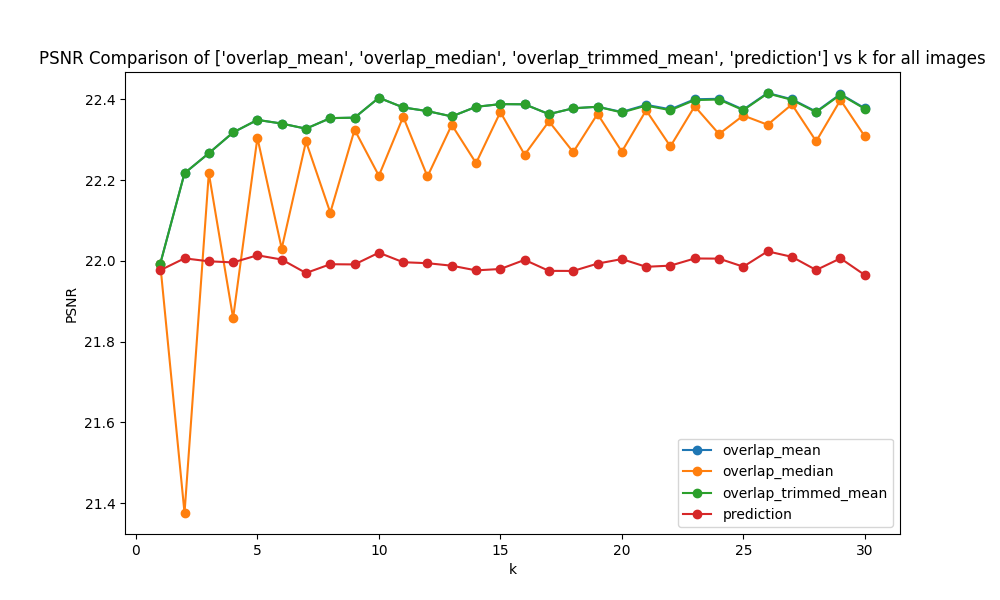 PSNR Comparison of ['overlap_mean', 'overlap_median', 'overlap_trimmed_mean', 'prediction'] vs k for all images
22.4
22.2
22.0
21.8
21.6
21.4
PSNR
0 5 10 15 20 25 30
k
overlap_mean
overlap_median
overlap_trimmed_mean
prediction